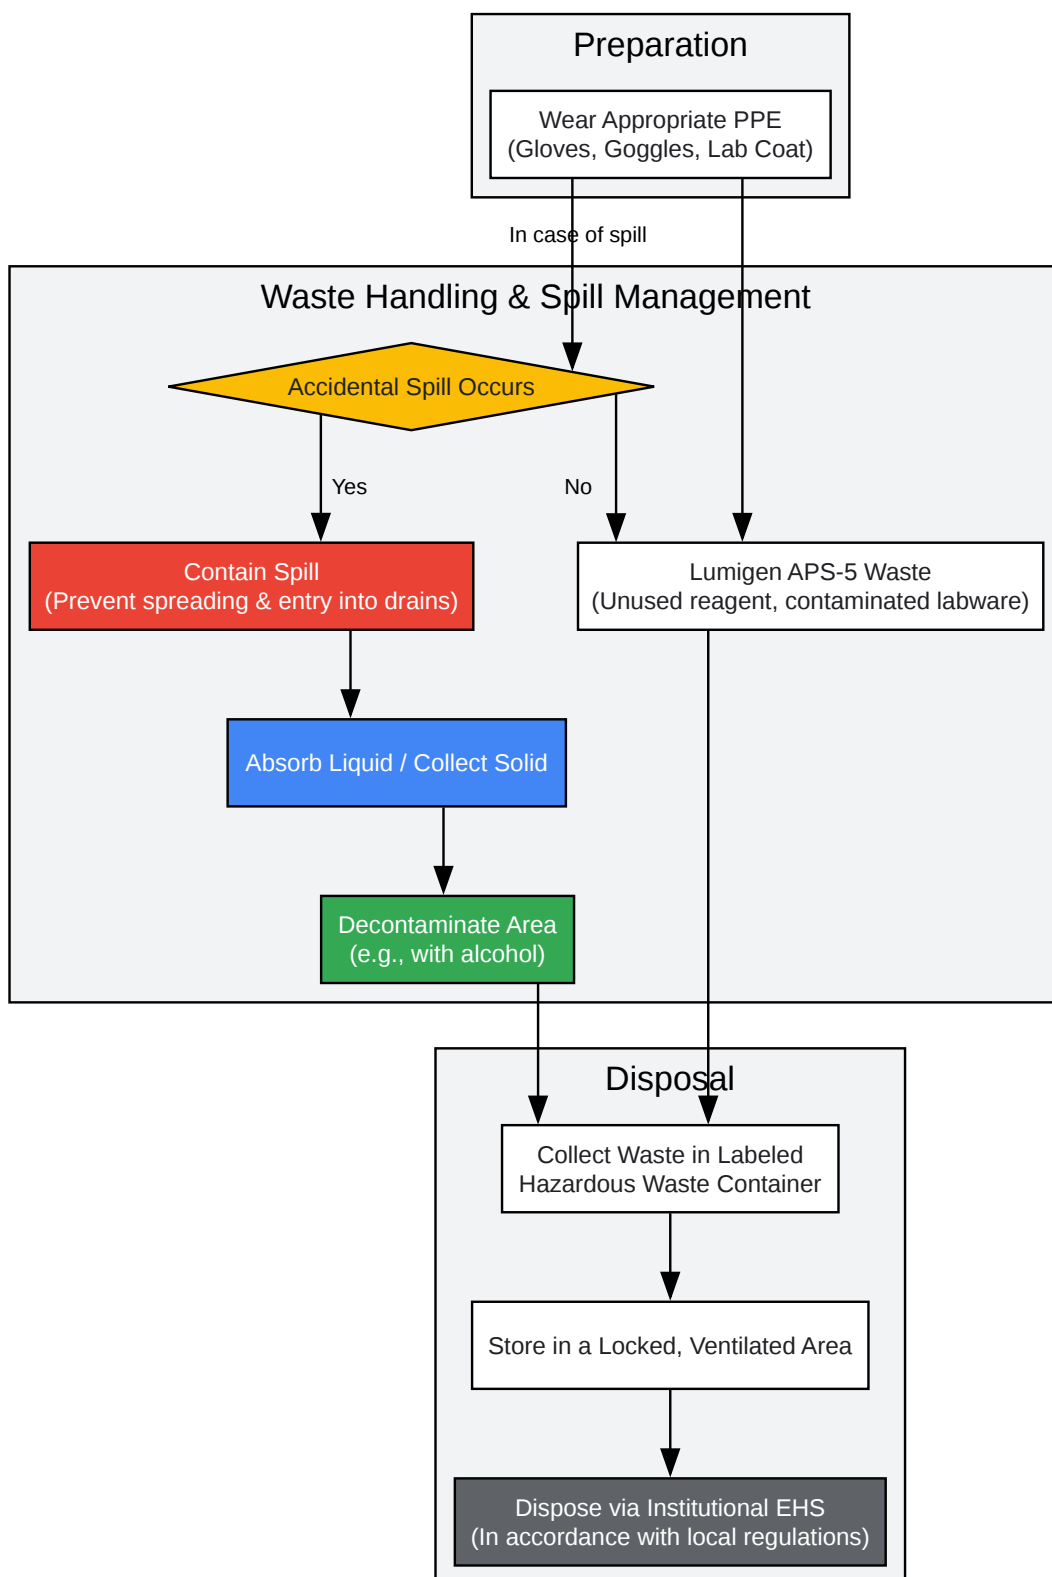 Preparation
Wear Appropriate PPE
(Gloves, Goggles, Lab Coat)
In case of spill
Waste Handling & Spill Management
Accidental Spill Occurs
Yes
No
Contain Spill
(Prevent spreading & entry into drains)
Lumigen APS-5 Waste
(Unused reagent, contaminated labware)
Absorb Liquid / Collect Solid
Decontaminate Area
(e.g., with alcohol)
Disposal
Collect Waste in Labeled
Hazardous Waste Container
Store in a Locked, Ventilated Area
Dispose via Institutional EHS
(In accordance with local regulations)